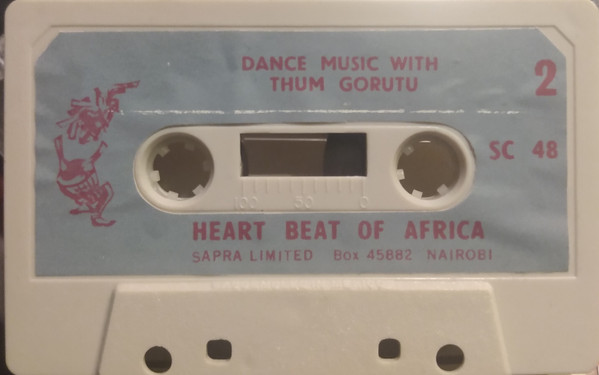 DANCE MUSIC WITH
THUM GORUTU
2
SC 48
100 50 0
HEART BEAT OF AFRICA
SAPRA LIMITED Box 45882 NAIROBI